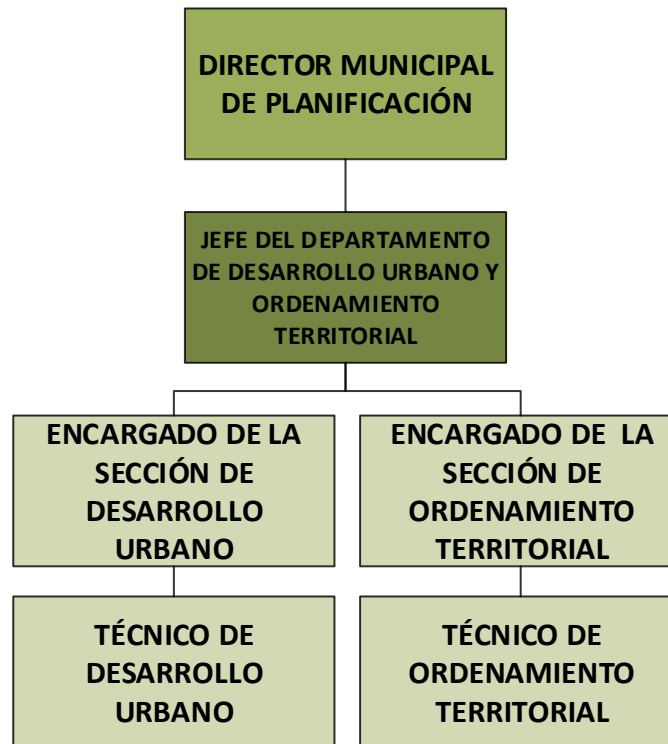 DIRECTOR MUNICIPAL
DE PLANIFICACIÓN
JEFE DEL DEPARTAMENTO
DE DESARROLLO URBANO Y
ORDENAMIENTO
TERRITORIAL
ENCARGADO DE LA
SECCIÓN DE
DESARROLLO
URBANO
ENCARGADO DE LA
SECCIÓN DE
ORDENAMIENTO
TERRITORIAL
TÉCNICO DE
DESARROLLO
URBANO
TÉCNICO DE
ORDENAMIENTO
TERRITORIAL